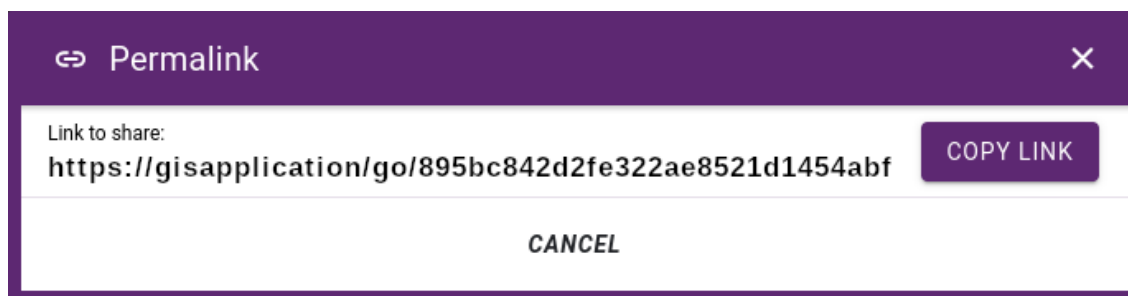 Permalink
Link to share:
https://gisapplication/go/895bc842d2fe322ae8521d1454abf
COPY LINK
CANCEL